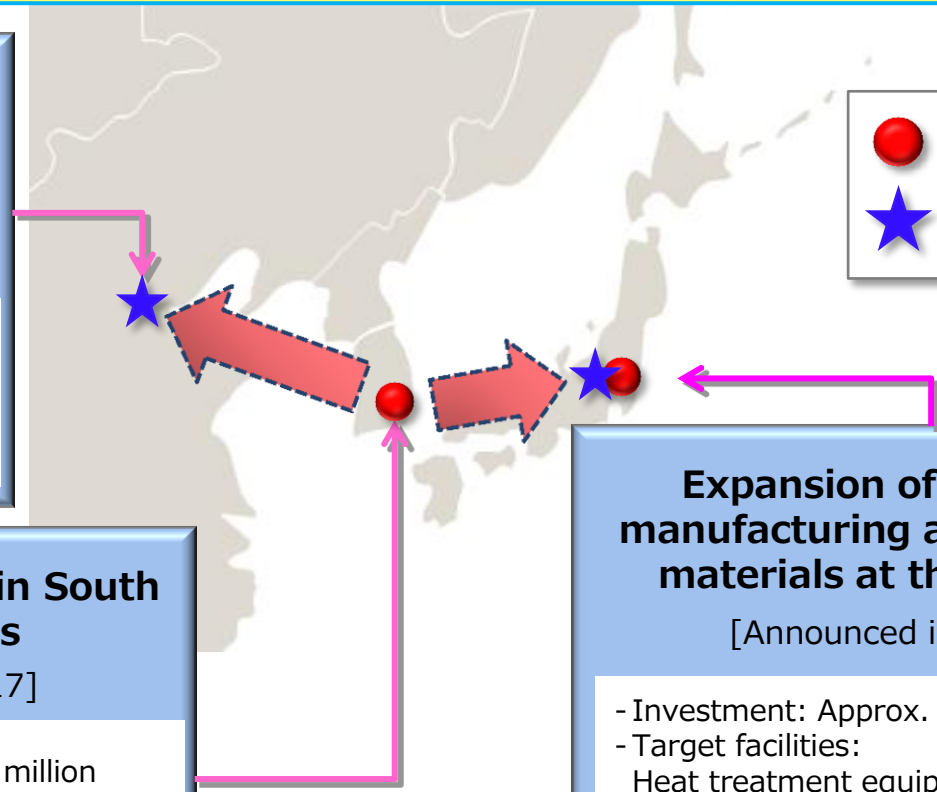 in South
s
7]
million
Expansion of
manufacturing a
materials at th
[Announced i
- Investment: Approx.
- Target facilities:
Heat treatment equip